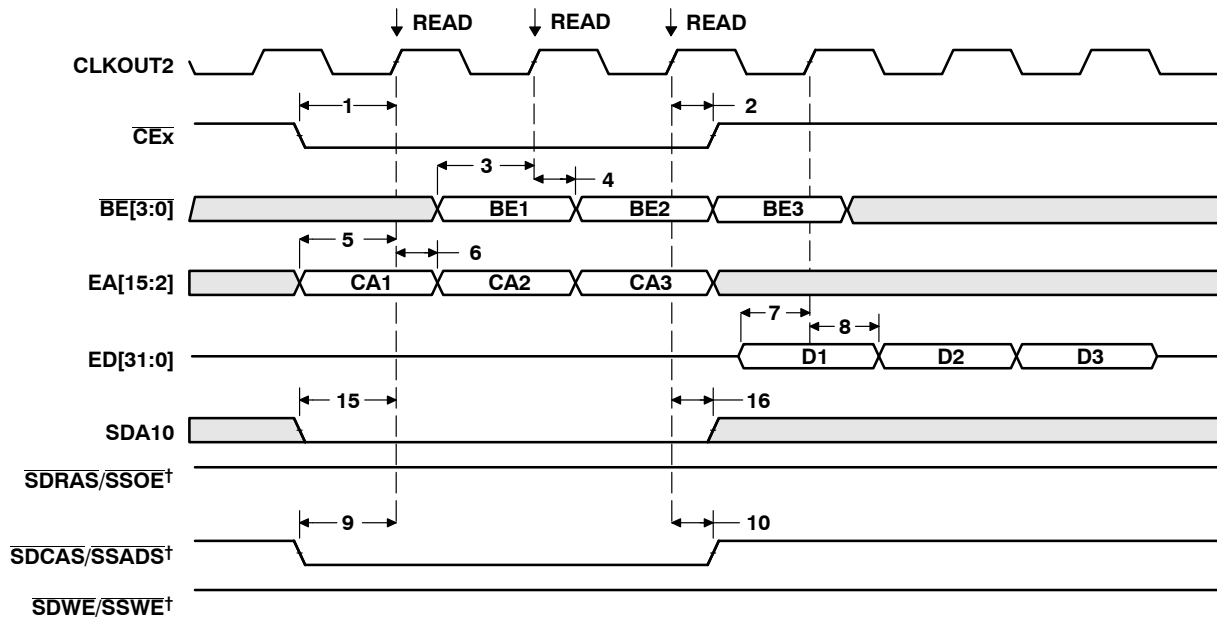 READ READ READ
CLKOUT2
1 2
CEx
3 4
BE[3:0] BE1 BE2 BE3
5 6
EA[15:2] CA1 CA2 CA3
7 8
ED[31:0] D1 D2 D3
15 16
SDA10
SDRAS/SSOE†
9 10
SDCAS/SSADS†
SDWE/SSWE†